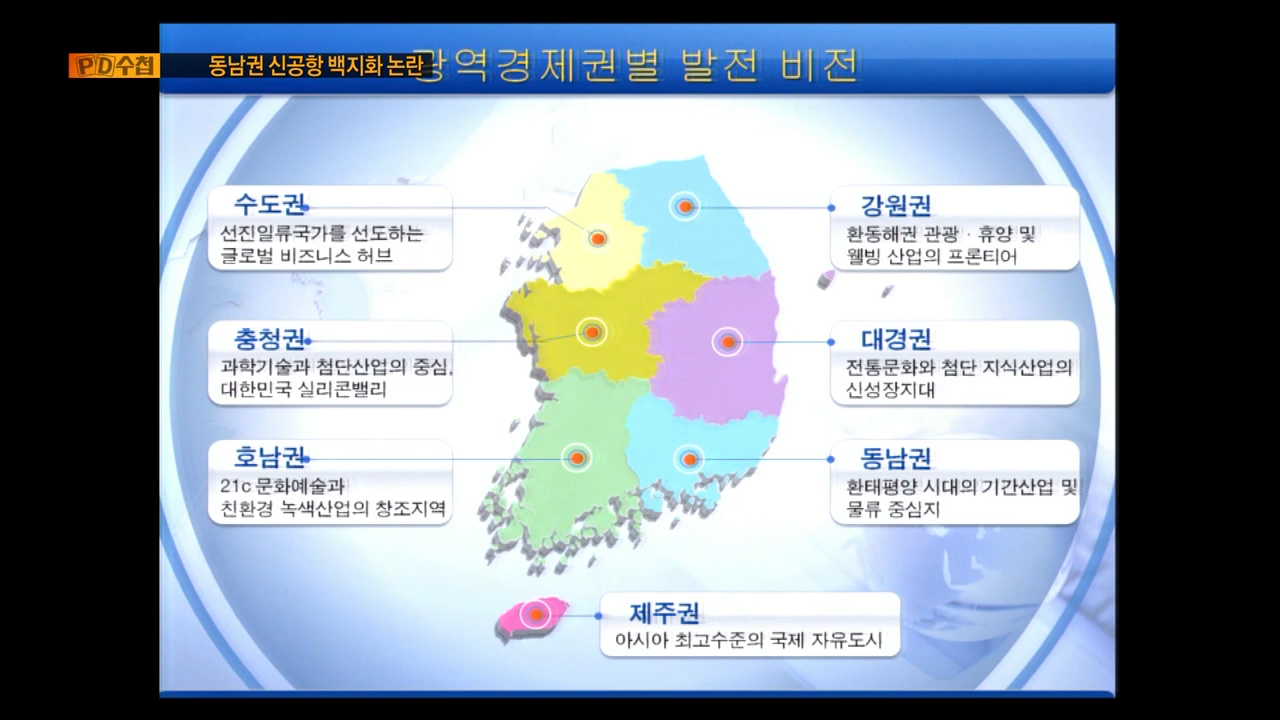 PD수첩
동남권 신공항 백지화 논란
광역경제권별 발전 비전
수도권
선진일류국가를 선도하는
글로벌 비즈니스 허브
강원권
환동해권 관광 · 휴양 및
웰빙 산업의 프론티어
충청권
과학기술과 첨단산업의 중심,
대한민국 실리콘밸리
대경권
전통문화와 첨단 지식산업의
신성장지대
호남권
21c 문화예술과
친환경 녹색산업의 창조지역
동남권
환태평양 시대의 기간산업 및
물류 중심지
제주권
아시아 최고수준의 국제 자유도시